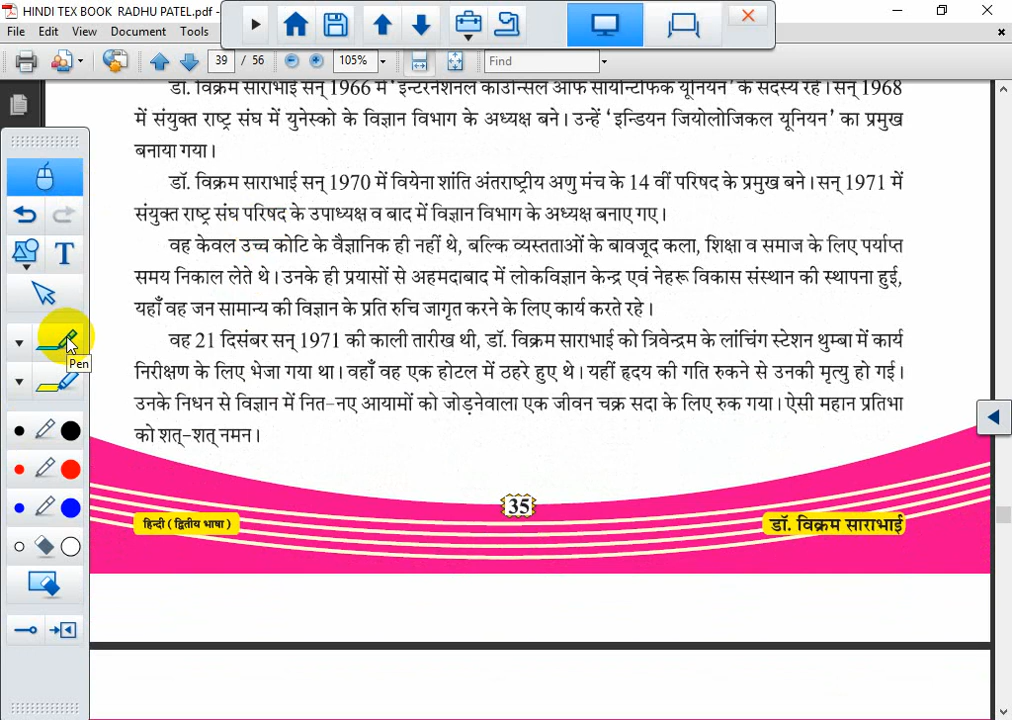 HINDI TEX BOOK RADHU PATEL.pdf -
File Edit View Document Tools
39 / 56 105% Find
डॉ. विक्रम साराभाई सन् 1966 में ‘इन्टरनेशनल काउन्सिल ऑफ सायन्टिफिक यूनियन’ के सदस्य रहे। सन् 1968
में संयुक्त राष्ट्र संघ में युनेस्को के विज्ञान विभाग के अध्यक्ष बने। उन्हें ‘इन्डियन जियोलोजिकल यूनियन’ का प्रमुख
बनाया गया।
डॉ. विक्रम साराभाई सन् 1970 में वियेना शांति अंतराष्ट्रीय अणु मंच के 14 वीं परिषद के प्रमुख बने। सन् 1971 में
संयुक्त राष्ट्र संघ परिषद के उपाध्यक्ष व बाद में विज्ञान विभाग के अध्यक्ष बनाए गए।
वह केवल उच्च कोटि के वैज्ञानिक ही नहीं थे, बल्कि व्यस्तताओं के बावजूद कला, शिक्षा व समाज के लिए पर्याप्त
समय निकाल लेते थे। उनके ही प्रयासों से अहमदाबाद में लोकविज्ञान केन्द्र एवं नेहरू विकास संस्थान की स्थापना हुई,
यहाँ वह जन सामान्य की विज्ञान के प्रति रुचि जागृत करने के लिए कार्य करते रहे।
वह 21 दिसंबर सन् 1971 की काली तारीख थी, डॉ. विक्रम साराभाई को त्रिवेन्द्रम के लांचिंग स्टेशन थुम्बा में कार्य
निरीक्षण के लिए भेजा गया था। वहाँ वह एक होटल में ठहरे हुए थे। यहीं हृदय की गति रुकने से उनकी मृत्यु हो गई।
उनके निधन से विज्ञान में नित-नए आयामों को जोड़नेवाला एक जीवन चक्र सदा के लिए रुक गया। ऐसी महान प्रतिभा
को शत्-शत् नमन।
T
Pen
35
हिन्दी ( द्वितीय भाषा )
डॉ. विक्रम साराभाई